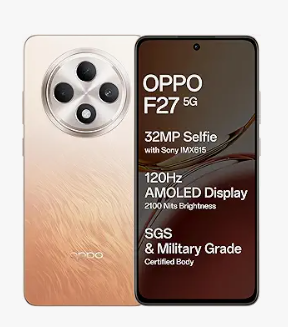 OPPO
F27 5G
32MP Selfie
with Sony IMX615
120Hz
AMOLED Display
2100 Nits Brightness
SGS
& Military Grade
Certified Body
OPPO